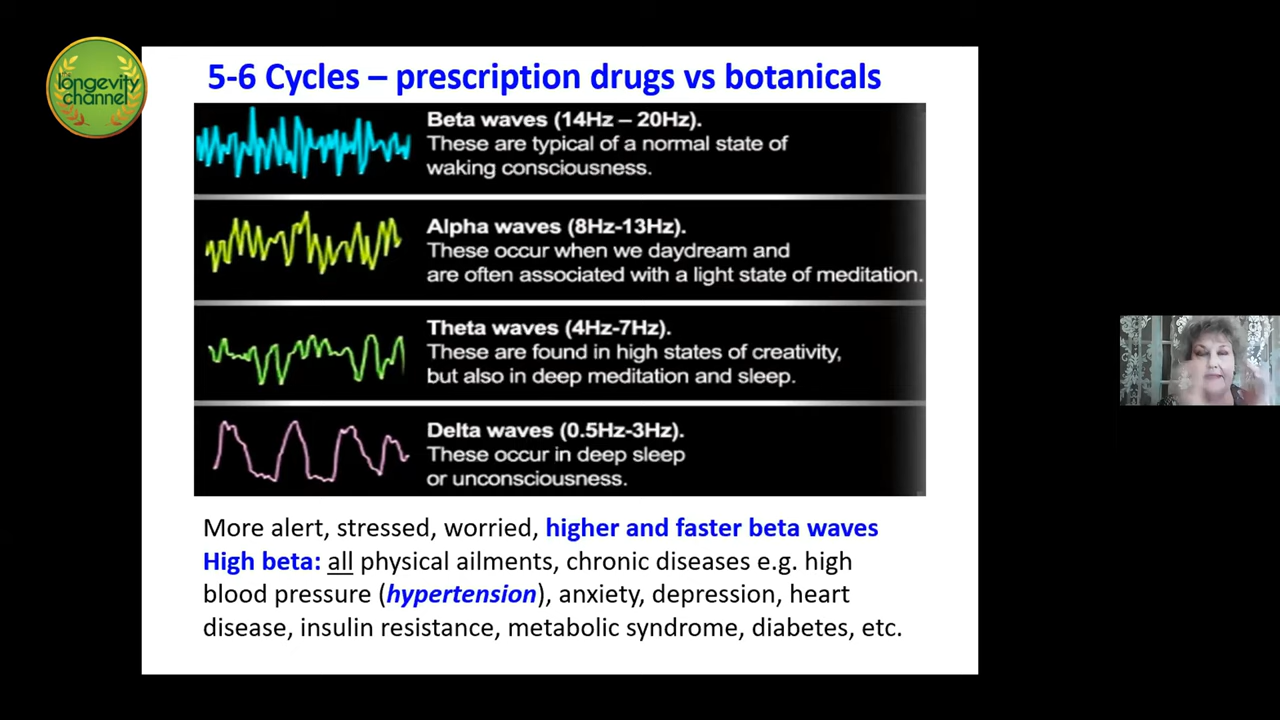 the
longevity
channel
5-6 Cycles – prescription drugs vs botanicals
Beta waves (14Hz – 20Hz).
These are typical of a normal state of
waking consciousness.
Alpha waves (8Hz-13Hz).
These occur when we daydream and
are often associated with a light state of meditation.
Theta waves (4Hz-7Hz).
These are found in high states of creativity,
but also in deep meditation and sleep.
Delta waves (0.5Hz-3Hz).
These occur in deep sleep
or unconsciousness.
More alert, stressed, worried, higher and faster beta waves
High beta: all physical ailments, chronic diseases e.g. high
blood pressure (hypertension), anxiety, depression, heart
disease, insulin resistance, metabolic syndrome, diabetes, etc.